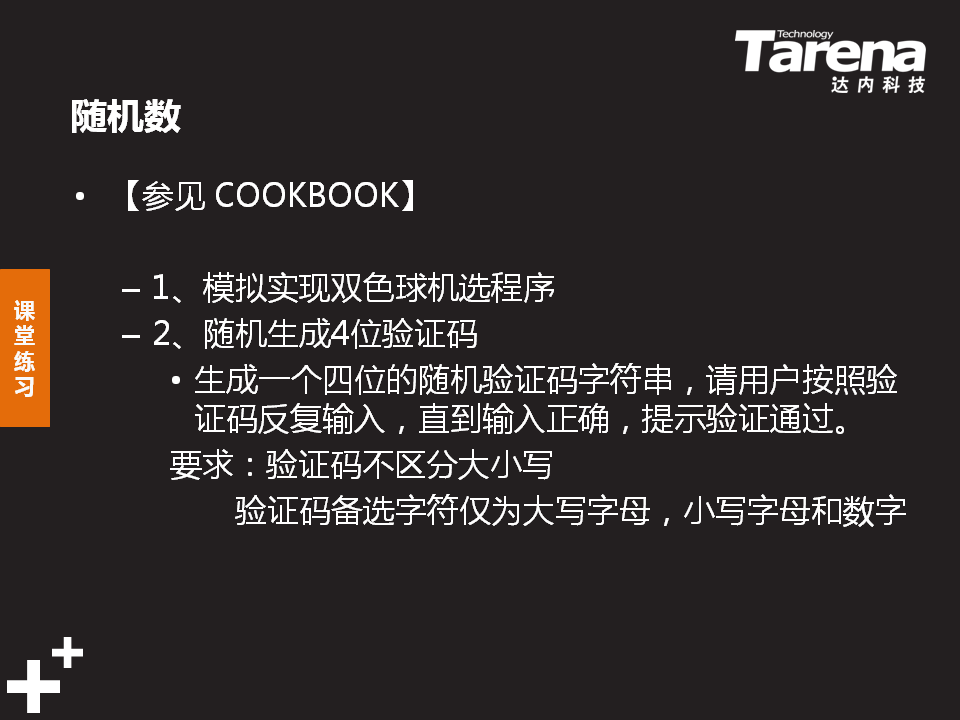 Technology
Tarena
达内科技
随机数
• 【参见 COOKBOOK】
– 1、模拟实现双色球机选程序
– 2、随机生成4位验证码
• 生成一个四位的随机验证码字符串，请用户按照验
证码反复输入，直到输入正确，提示验证通过。
要求：验证码不区分大小写
验证码备选字符仅为大写字母，小写字母和数字
课
堂
练
习